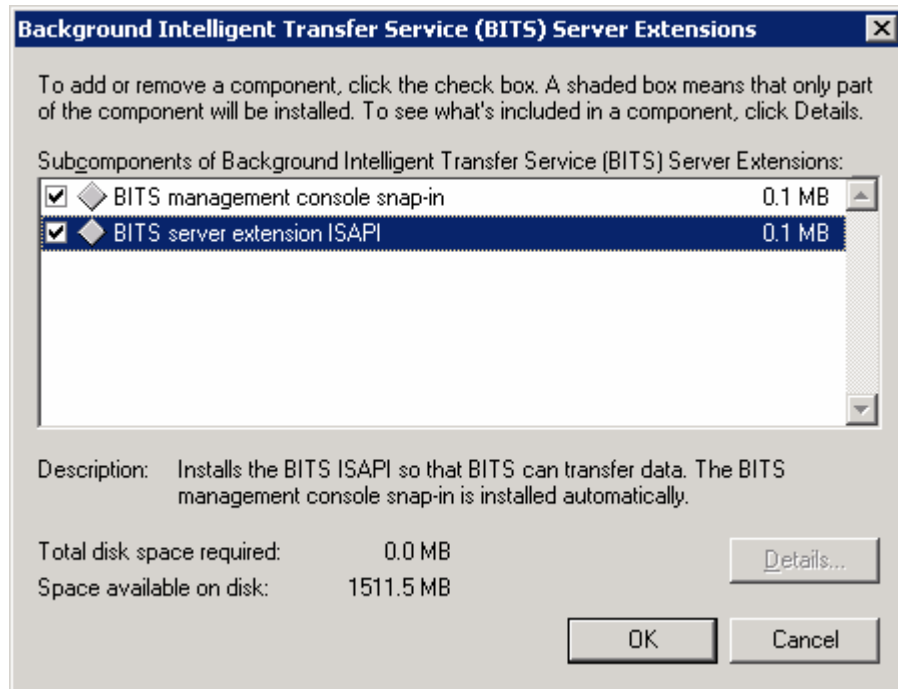 Background Intelligent Transfer Service (BITS) Server Extensions
To add or remove a component, click the check box. A shaded box means that only part
of the component will be installed. To see what's included in a component, click Details.
Subcomponents of Background Intelligent Transfer Service (BITS) Server Extensions:
BITS management console snap-in 0.1 MB
BITS server extension ISAPI 0.1 MB
Description: Installs the BITS ISAPI so that BITS can transfer data. The BITS
management console snap-in is installed automatically.
Total disk space required: 0.0 MB
Space available on disk: 1511.5 MB
Details...
OK Cancel